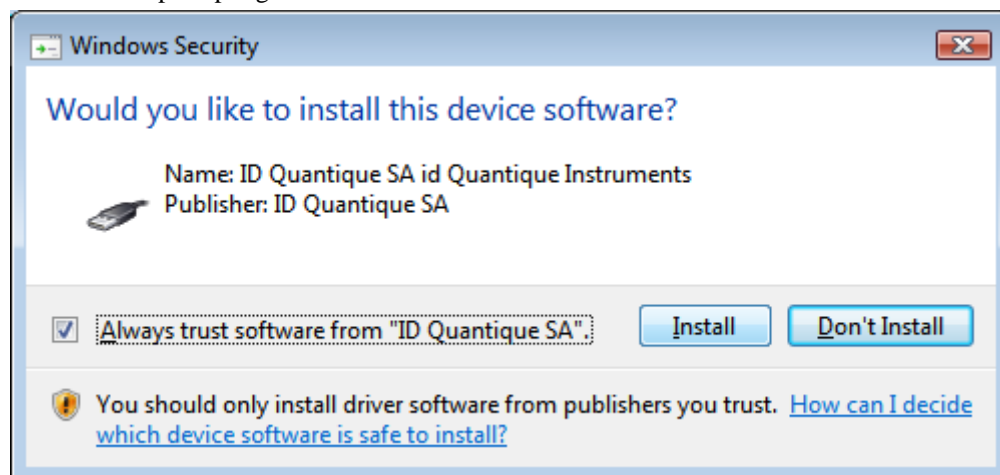 Windows Security
Would you like to install this device software?
Name: ID Quantique SA id Quantique Instruments
Publisher: ID Quantique SA
Always trust software from "ID Quantique SA".
Install
Don't Install
You should only install driver software from publishers you trust. How can I decide
which device software is safe to install?